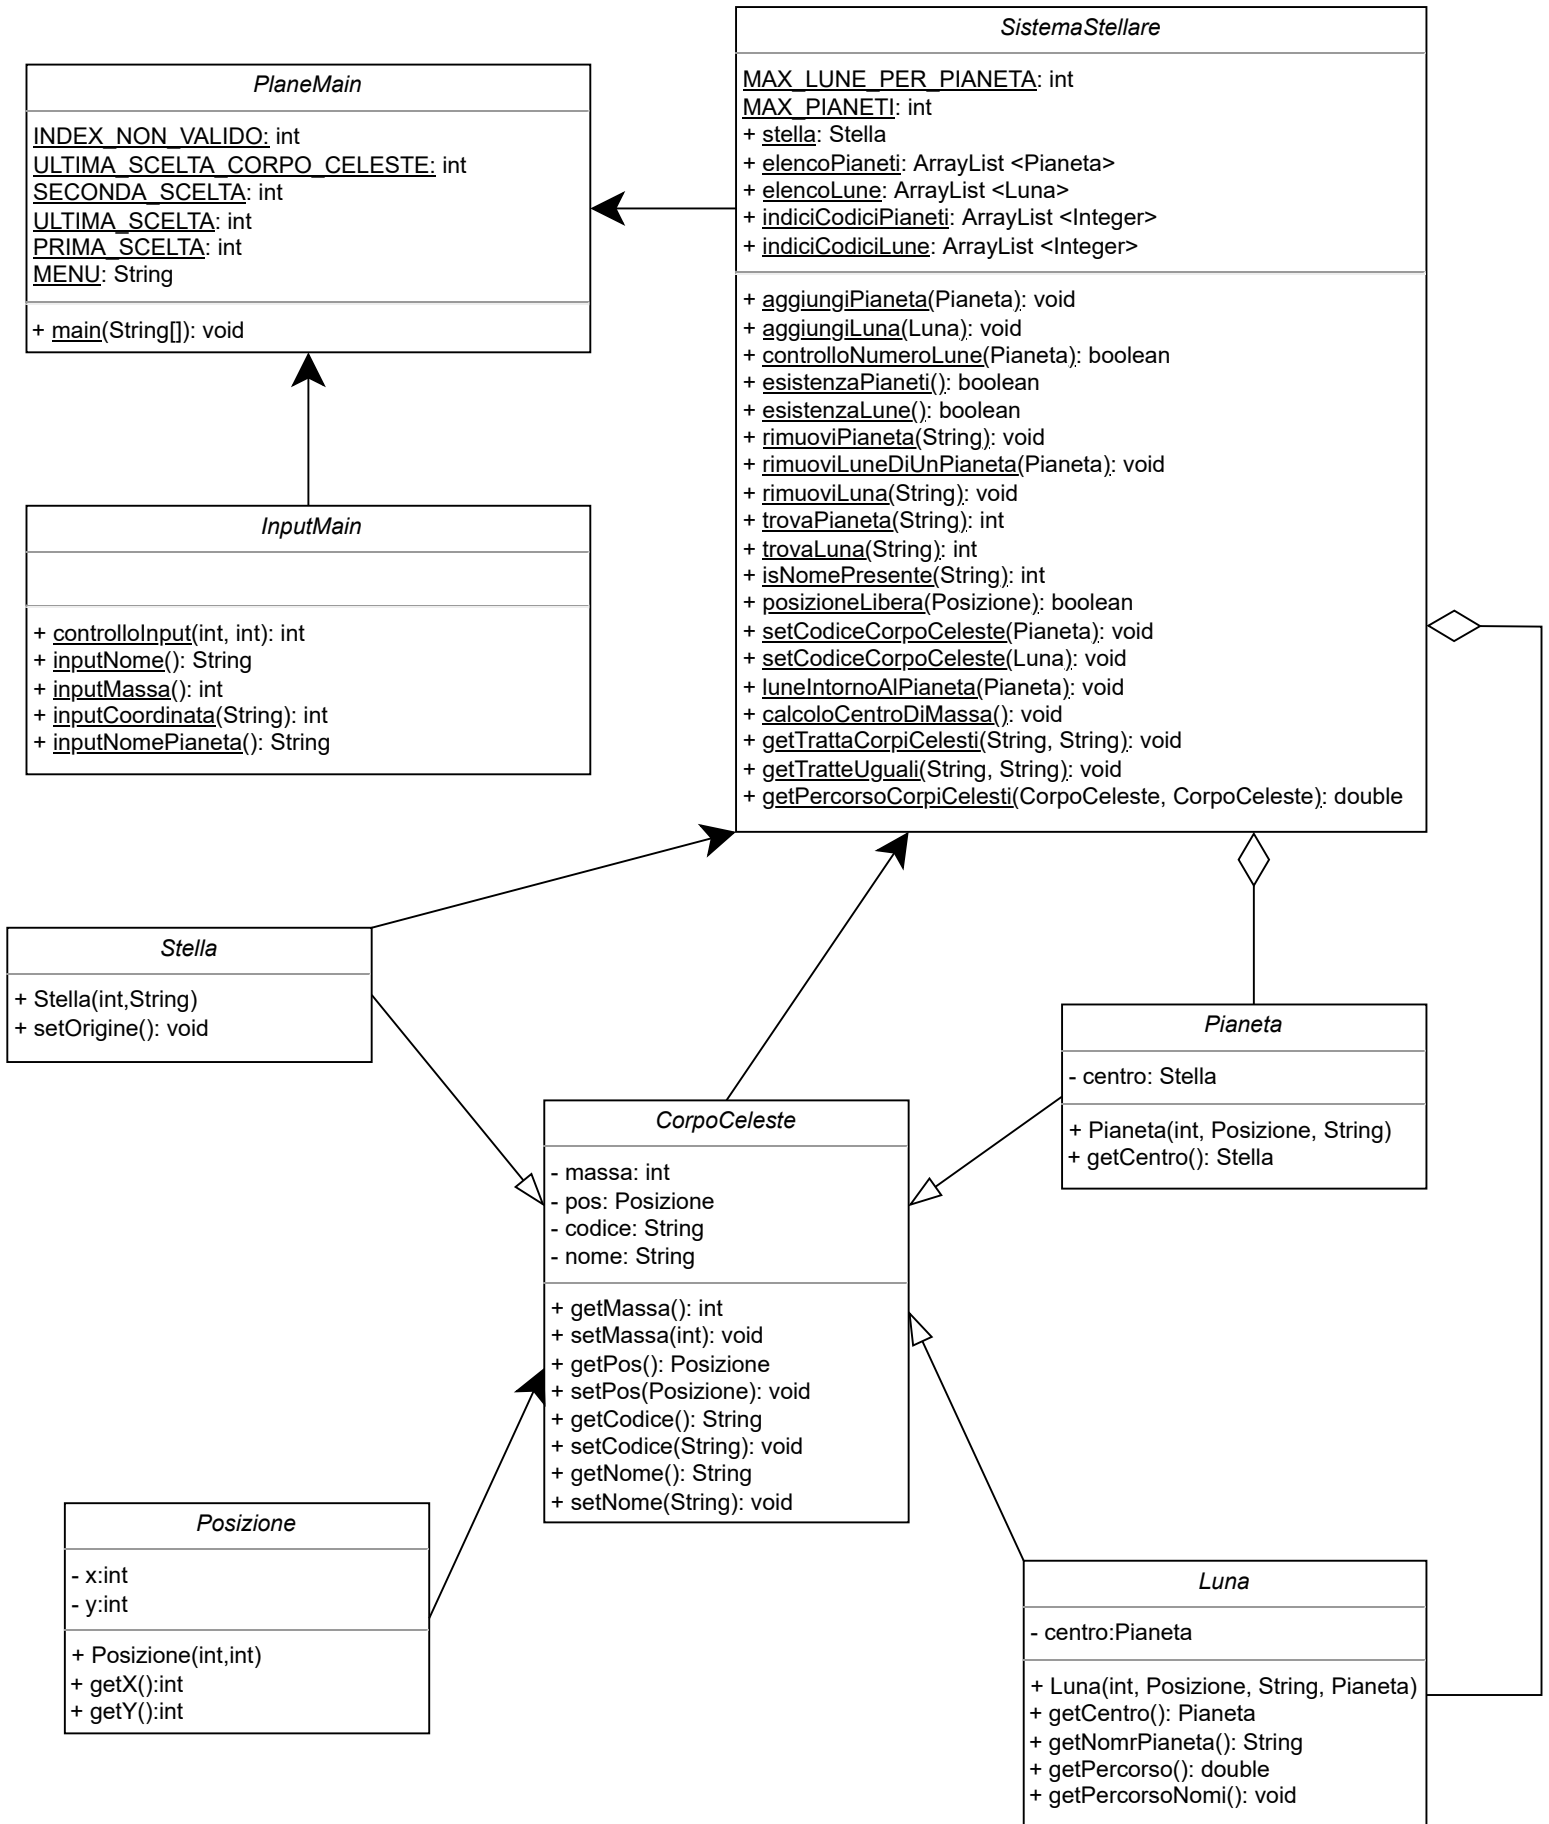 PlaneMain
INDEX_NON_VALIDO: int
ULTIMA_SCELTA_CORPO_CELESTE: int
SECONDA_SCELTA: int
ULTIMA_SCELTA: int
PRIMA_SCELTA: int
MENU: String
+ main(String[]): void
SistemaStellare
MAX_LUNE_PER_PIANETA: int
MAX_PIANETI: int
+ stella: Stella
+ elencoPianeti: ArrayList <Pianeta>
+ elencoLune: ArrayList <Luna>
+ indiciCodiciPianeti: ArrayList <Integer>
+ indiciCodiciLune: ArrayList <Integer>
+ aggiungiPianeta(Pianeta): void
+ aggiungiLuna(Luna): void
+ controlloNumeroLune(Pianeta): boolean
+ esistenzaPianeti(): boolean
+ esistenzaLune(): boolean
+ rimuoviPianeta(String): void
+ rimuoviLuneDiUnPianeta(Pianeta): void
+ rimuoviLuna(String): void
+ trovaPianeta(String): int
+ trovaLuna(String): int
+ isNomePresente(String): int
+ posizioneLibera(Posizione): boolean
+ setCodiceCorpoCeleste(Pianeta): void
+ setCodiceCorpoCeleste(Luna): void
+ luneIntornoAlPianeta(Pianeta): void
+ calcoloCentroDiMassa(): void
+ getTrattaCorpiCelesti(String, String): void
+ getTratteUguali(String, String): void
+ getPercorsoCorpiCelesti(CorpoCeleste, CorpoCeleste): double
InputMain
+ controlloInput(int, int): int
+ inputNome(): String
+ inputMassa(): int
+ inputCoordinata(String): int
+ inputNomePianeta(): String
Stella
+ Stella(int,String)
+ setOrigine(): void
Pianeta
- centro: Stella
+ Pianeta(int, Posizione, String)
+ getCentro(): Stella
CorpoCeleste
- massa: int
- pos: Posizione
- codice: String
- nome: String
+ getMassa(): int
+ setMassa(int): void
+ getPos(): Posizione
+ setPos(Posizione): void
+ getCodice(): String
+ setCodice(String): void
+ getNome(): String
+ setNome(String): void
Posizione
- x:int
- y:int
+ Posizione(int,int)
+ getX():int
+ getY():int
Luna
- centro:Pianeta
+ Luna(int, Posizione, String, Pianeta)
+ getCentro(): Pianeta
+ getNomrPianeta(): String
+ getPercorso(): double
+ getPercorsoNomi(): void